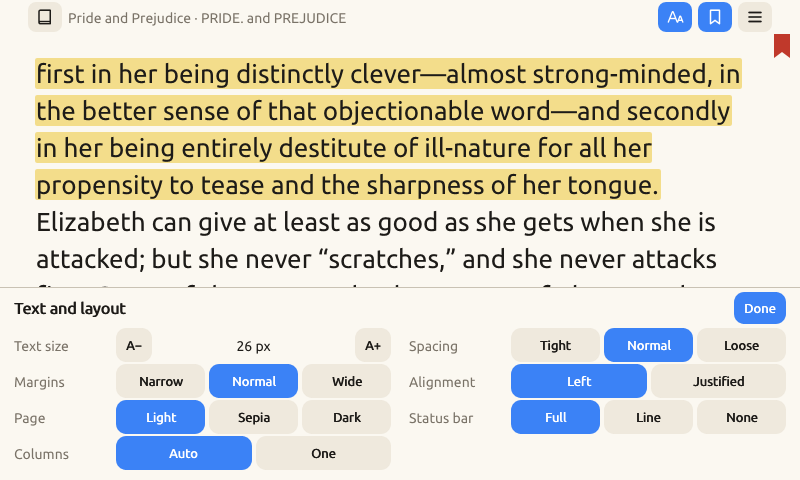 Pride and Prejudice · PRIDE. and PREJUDICE
AA
first in her being distinctly clever—almost strong-minded, in
the better sense of that objectionable word—and secondly
in her being entirely destitute of ill-nature for all her
propensity to tease and the sharpness of her tongue.
Elizabeth can give at least as good as she gets when she is
attacked; but she never “scratches,” and she never attacks
Text and layout
Done
Text size
A−
26 px
A+
Spacing
Tight
Normal
Loose
Margins
Narrow
Normal
Wide
Alignment
Left
Justified
Page
Light
Sepia
Dark
Status bar
Full
Line
None
Columns
Auto
One